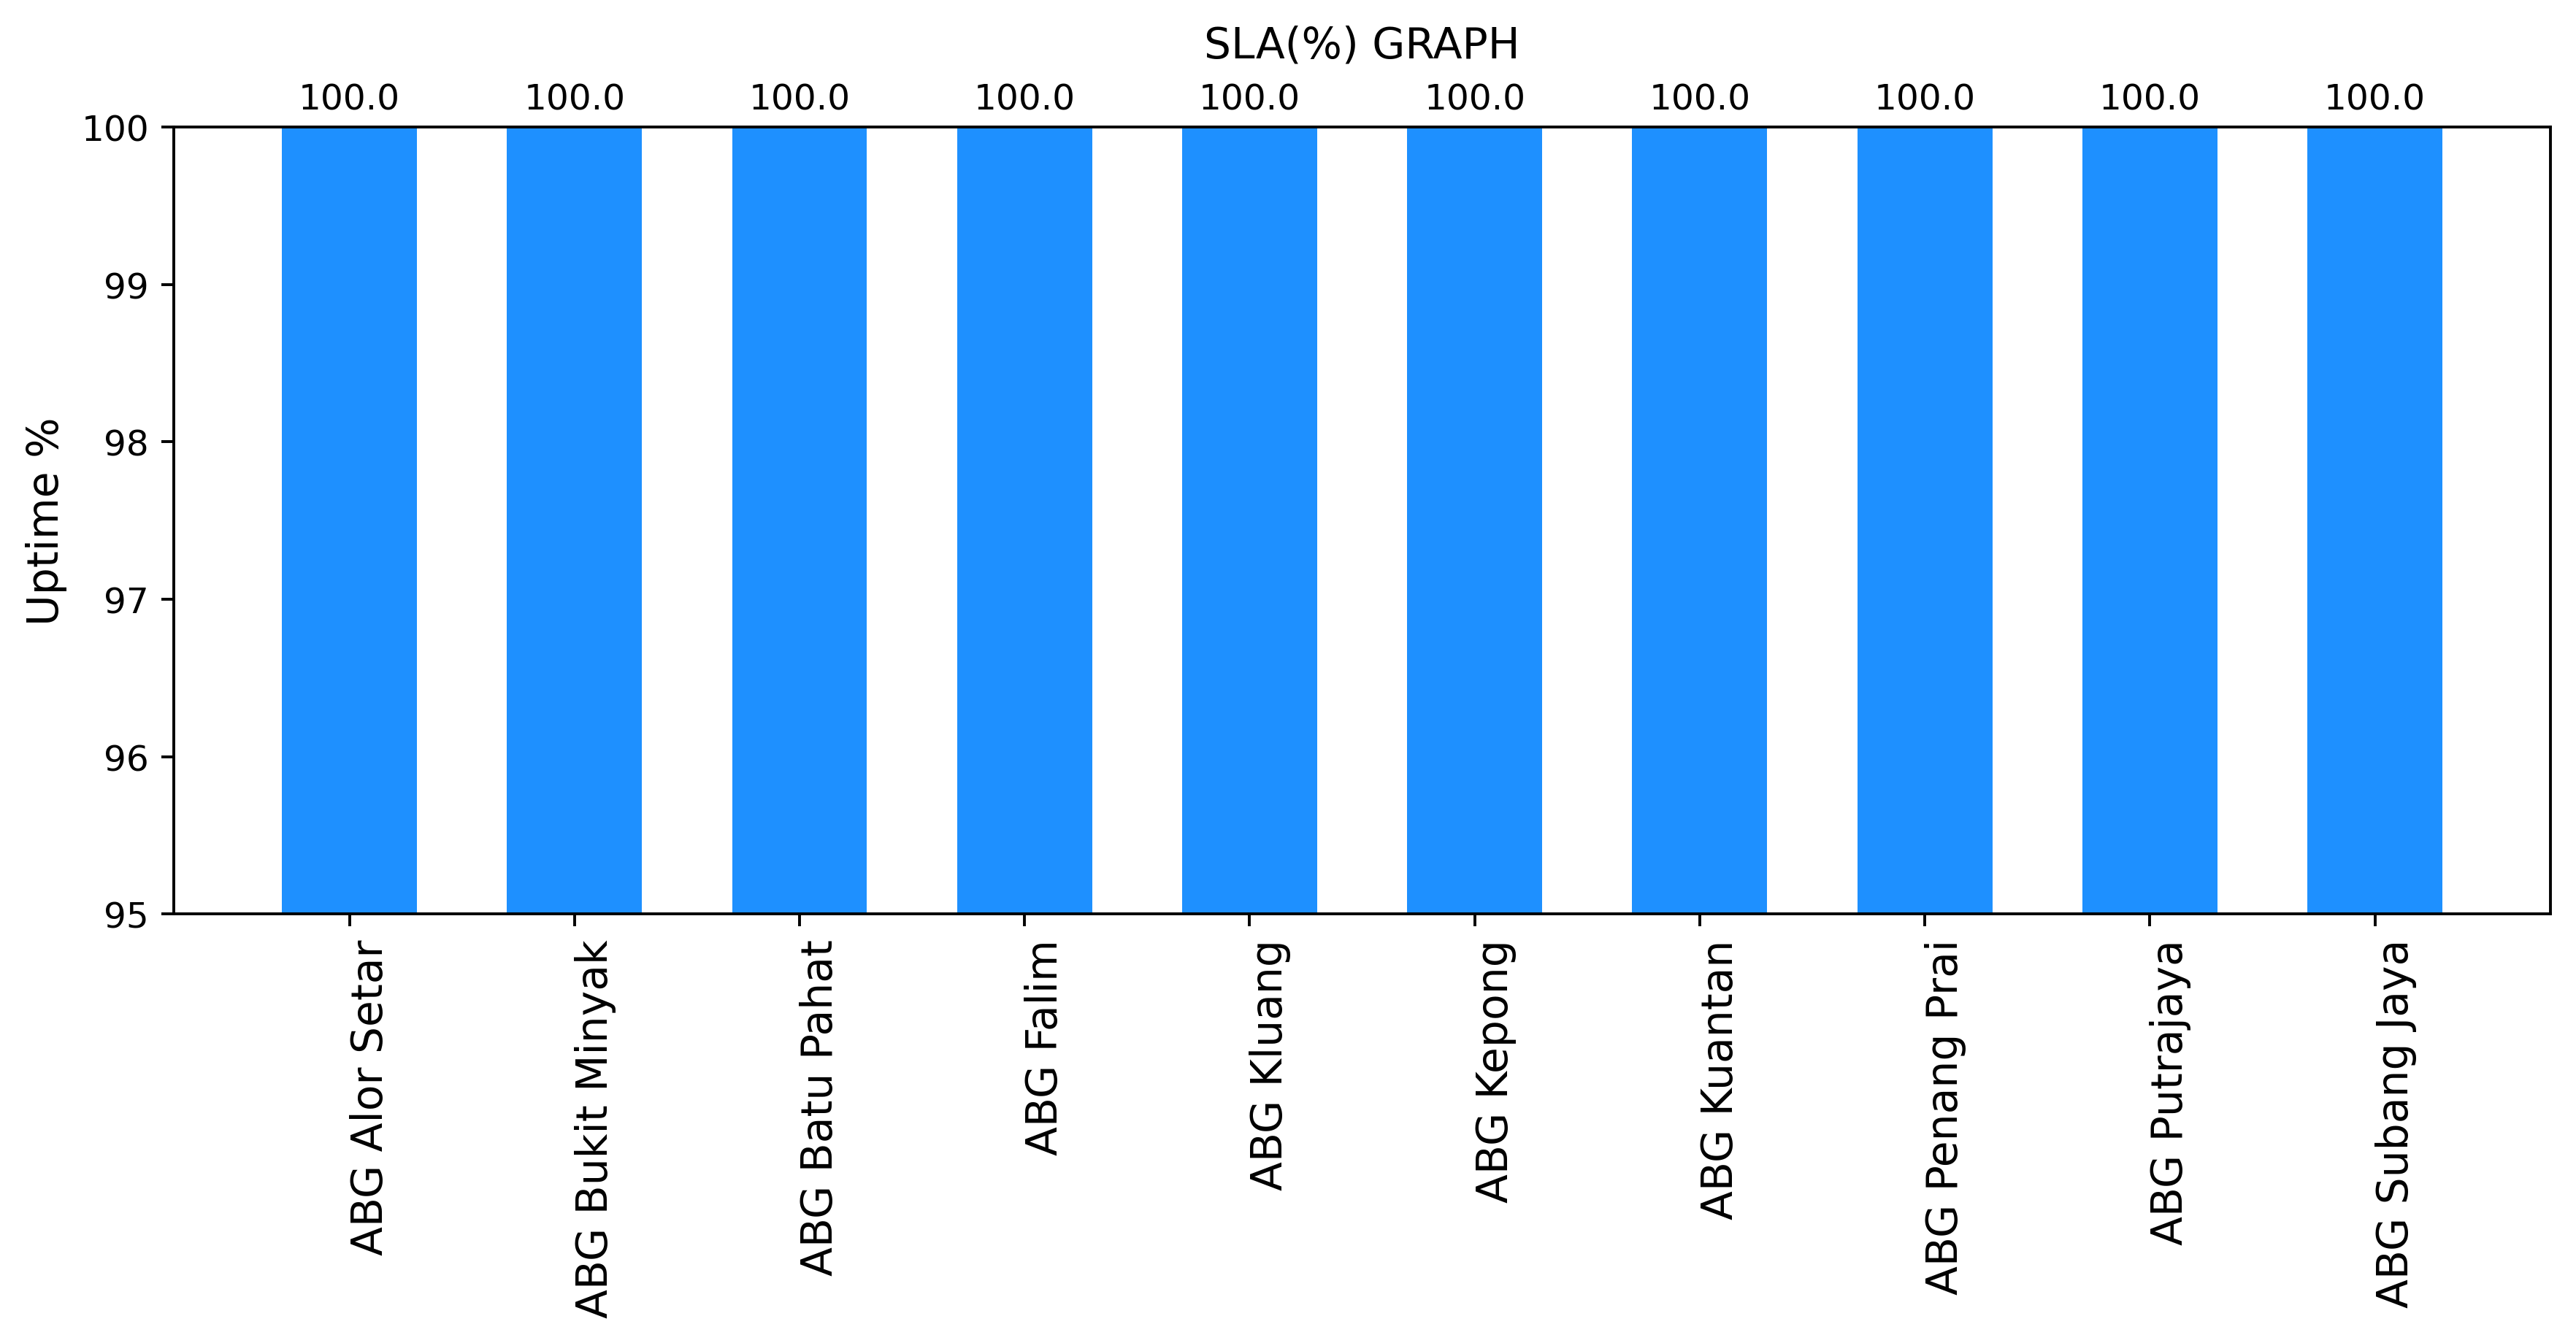 SLA(%) GRAPH
100.0 100.0 100.0 100.0 100.0 100.0 100.0 100.0 100.0 100.0
100
99
98
97
96
95
Uptime %
ABG Alor Setar
ABG Bukit Minyak
ABG Batu Pahat
ABG Falim
ABG Kluang
ABG Kepong
ABG Kuantan
ABG Penang Prai
ABG Putrajaya
ABG Subang Jaya